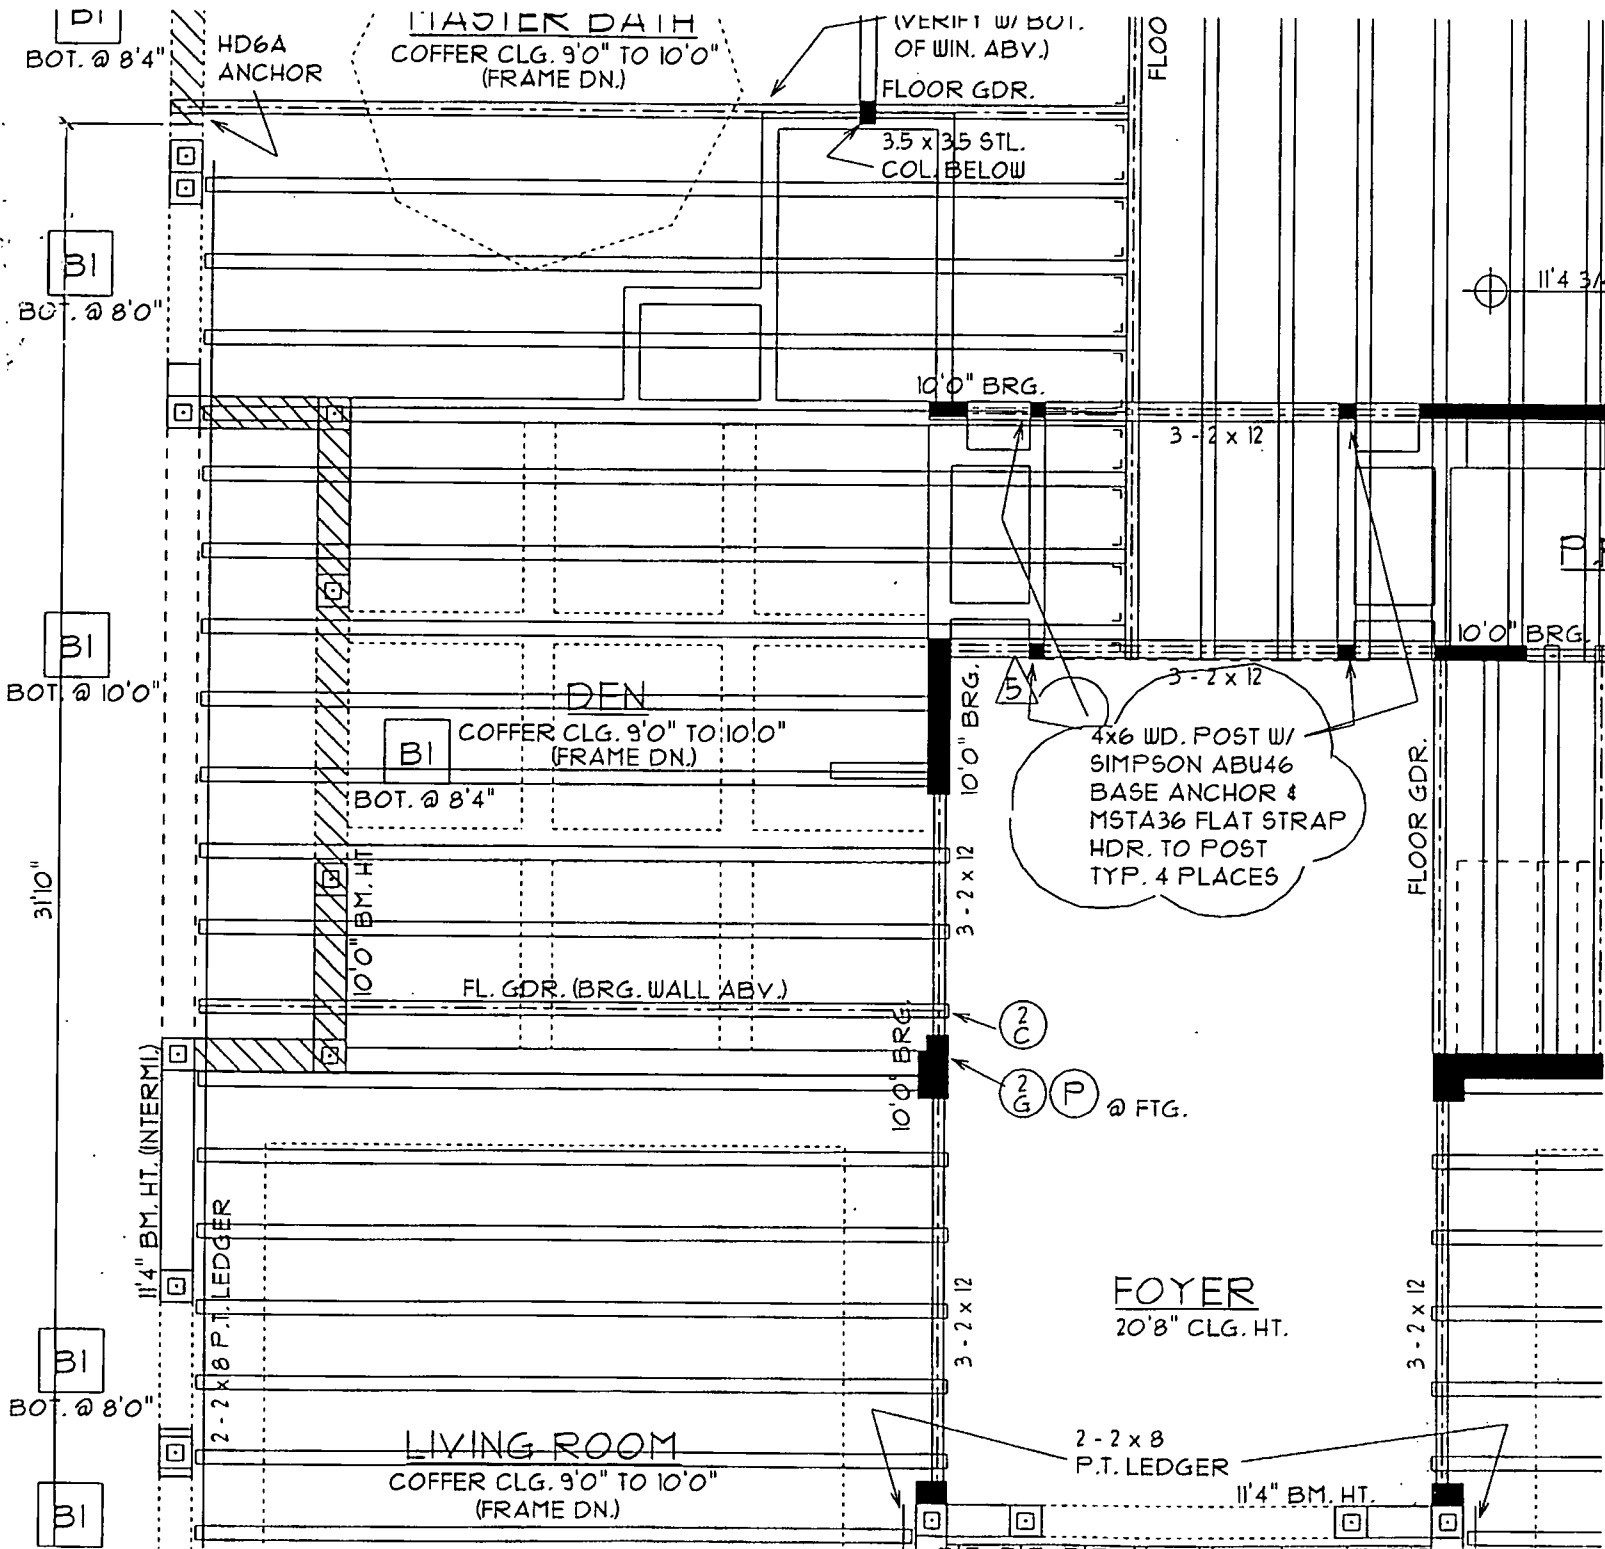 B1
BOT. @ 8'4"
HD6A
ANCHOR
MASTER BATH
COFFER CLG. 9'0" TO 10'0"
(FRAME DN.)
(VERIFY W/ BOT.
OF WIN. ABV.)
FLOOR GDR.
3.5 x 3.5 STL.
COL. BELOW
B1
BOT. @ 8'0"
11'4
10'0" BRG.
3 - 2 x 12
10'0" BRG.
B1
BOT. @ 10'0"
DEN
COFFER CLG. 9'0" TO 10'0"
(FRAME DN.)
B1
BOT. @ 8'4"
10'0" BRG.
5
3 - 2 x 12
4x6 WD. POST W/
SIMPSON ABU46
BASE ANCHOR &
MSTA36 FLAT STRAP
HDR. TO POST
TYP. 4 PLACES
FLOOR GDR.
31'10"
10'0" BM. HT
3 - 2 x 12
FL. GDR. (BRG. WALL ABV.)
2
C
10'0" BRG.
2
G
P
@ FTG.
11'4" BM. HT. (INTERM.)
2 - 2 x 8 P.T. LEDGER
FOYER
20'8" CLG. HT.
3 - 2 x 12
3 - 2 x 12
B1
BOT. @ 8'0"
LIVING ROOM
COFFER CLG. 9'0" TO 10'0"
(FRAME DN.)
2 - 2 x 8
P.T. LEDGER
11'4" BM. HT.
B1